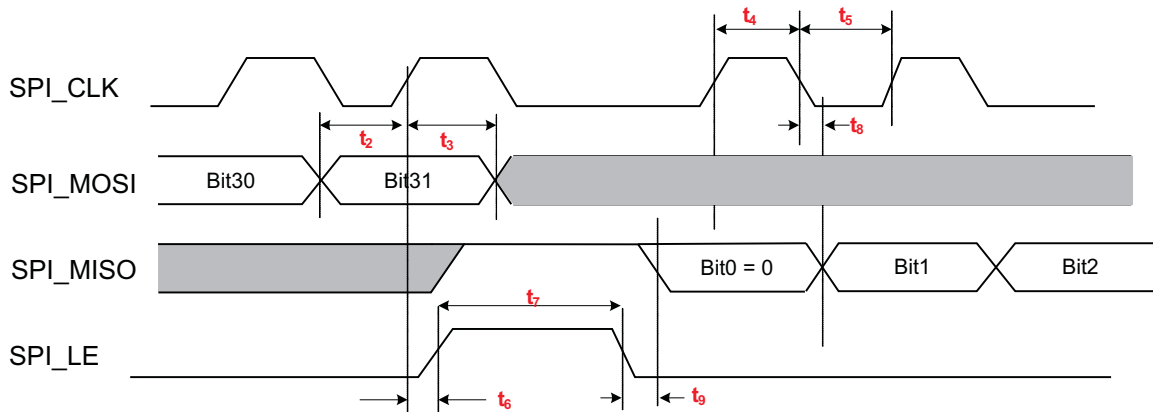 t₄ t₅
SPI_CLK
t₂ t₃ t₈
SPI_MOSI Bit30 Bit31
SPI_MISO Bit0 = 0 Bit1 Bit2
t₇
SPI_LE
t₆ t₉